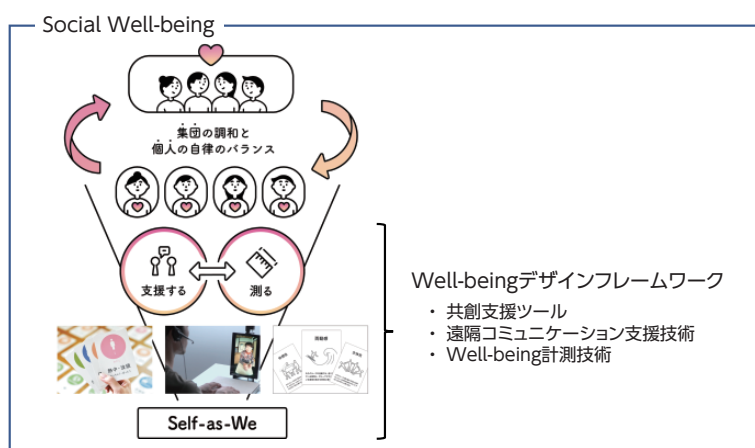 Social Well-being
集団の調和と
個人の自律のバランス
支援する
測る
Well-beingデザインフレームワーク
・ 共創支援ツール
・ 遠隔コミュニケーション支援技術
・ Well-being計測技術
熱中・没頭
Self-as-We